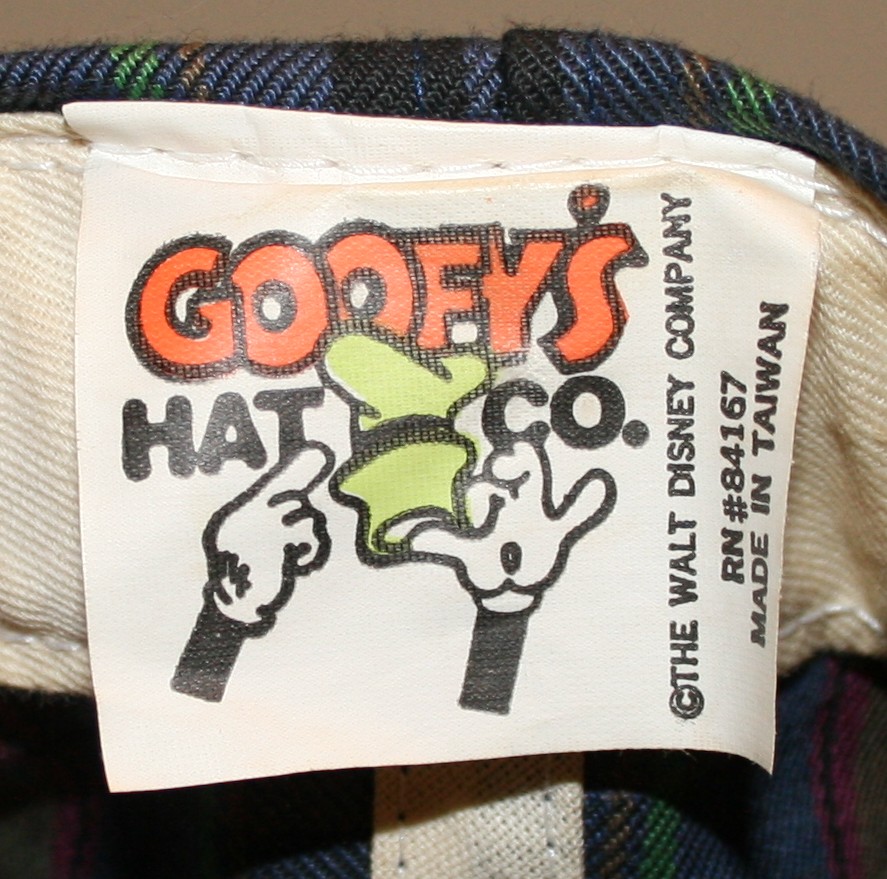 GOOFY'S
HAT CO.
©THE WALT DISNEY COMPANY
RN#84167
MADE IN TAIWAN